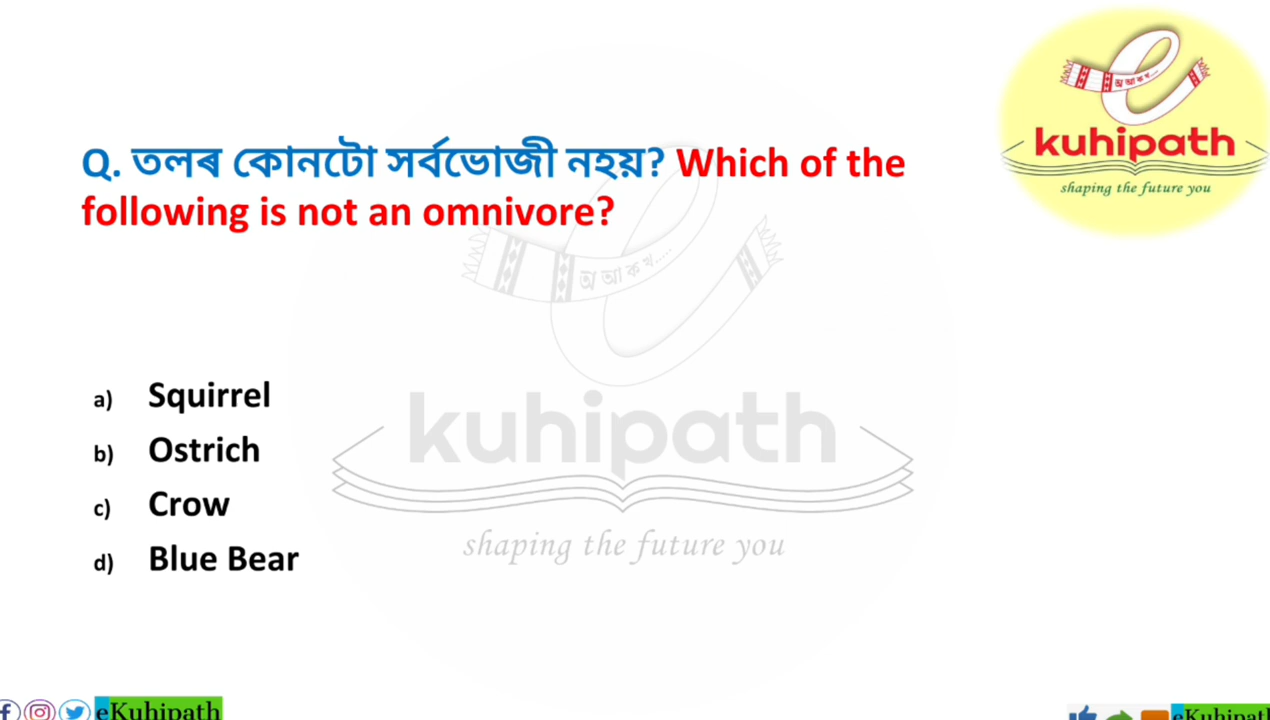 অ আ ক খ....
kuhipath
shaping the future you
Q. তলৰ কোনটো সৰ্বভোজী নহয়? Which of the
following is not an omnivore?
অ আ ক খ.....
a) Squirrel
b) Ostrich
c) Crow
d) Blue Bear
kuhipath
shaping the future you
eKuhipath
eKuhipath